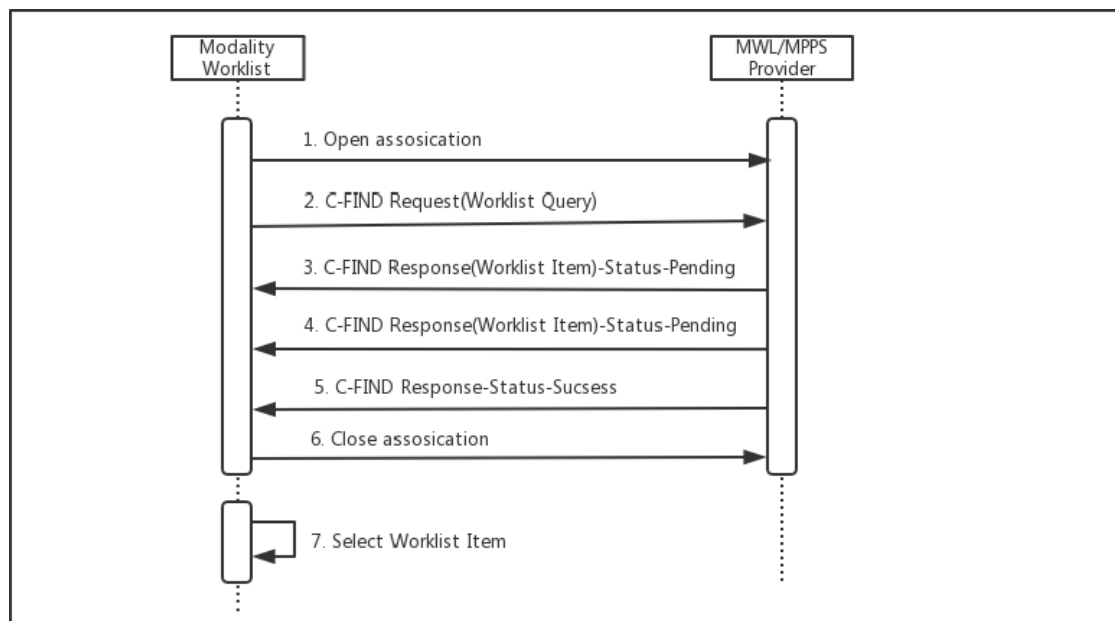 Modality
Worklist
MWL/MPPS
Provider
1. Open assosication
2. C-FIND Request(Worklist Query)
3. C-FIND Response(Worklist Item)-Status-Pending
4. C-FIND Response(Worklist Item)-Status-Pending
5. C-FIND Response-Status-Sucsess
6. Close assosication
7. Select Worklist Item